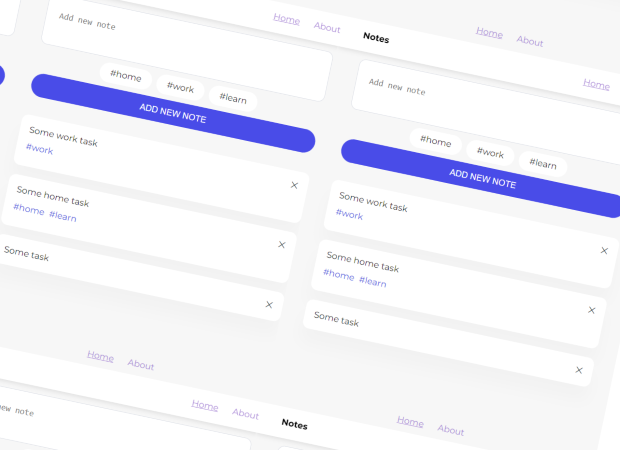 Home About
Notes
Home About
Home
Add new note
#home #work #learn
ADD NEW NOTE
Some work task
#work
Some home task
#home #learn
Some task
Add new note
#home #work #learn
ADD NEW NOTE
Some work task
#work
Some home task
#home #learn
Some task
Home About
Home About
Notes
Home About
new note